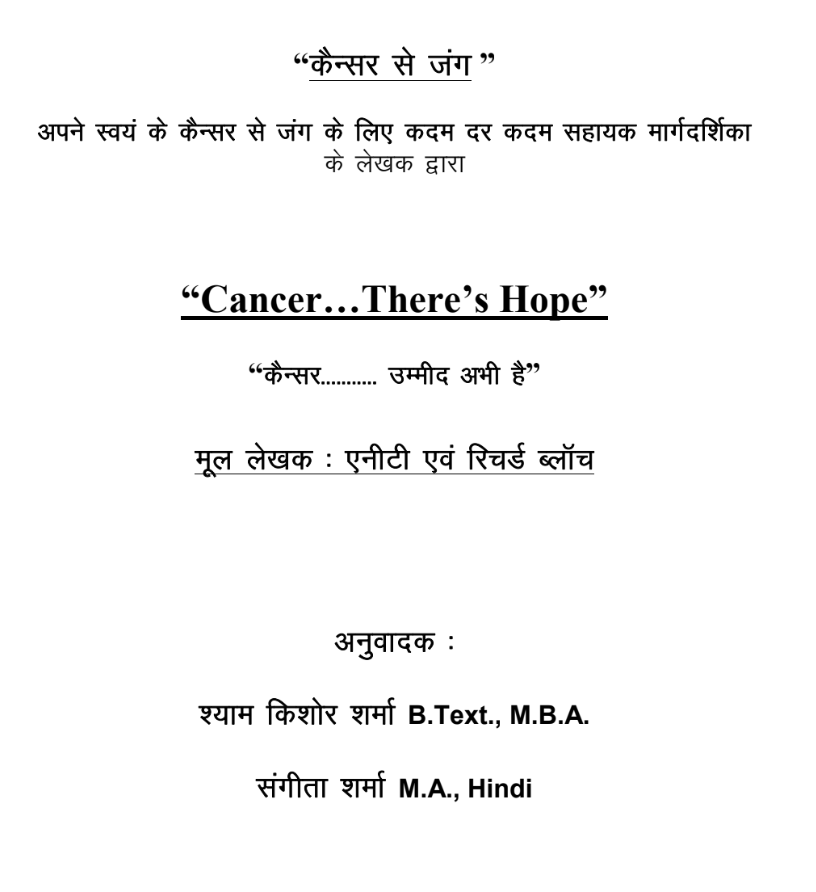 “कैन्सर से जंग ”
अपने स्वयं के कैन्सर से जंग के लिए कदम दर कदम सहायक मार्गदर्शिका
के लेखक द्वारा
“Cancer…There’s Hope”
“कैन्सर........... उम्मीद अभी है”
मूल लेखक : एनीटी एवं रिचर्ड ब्लॉच
अनुवादक :
श्याम किशोर शर्मा B.Text., M.B.A.
संगीता शर्मा M.A., Hindi